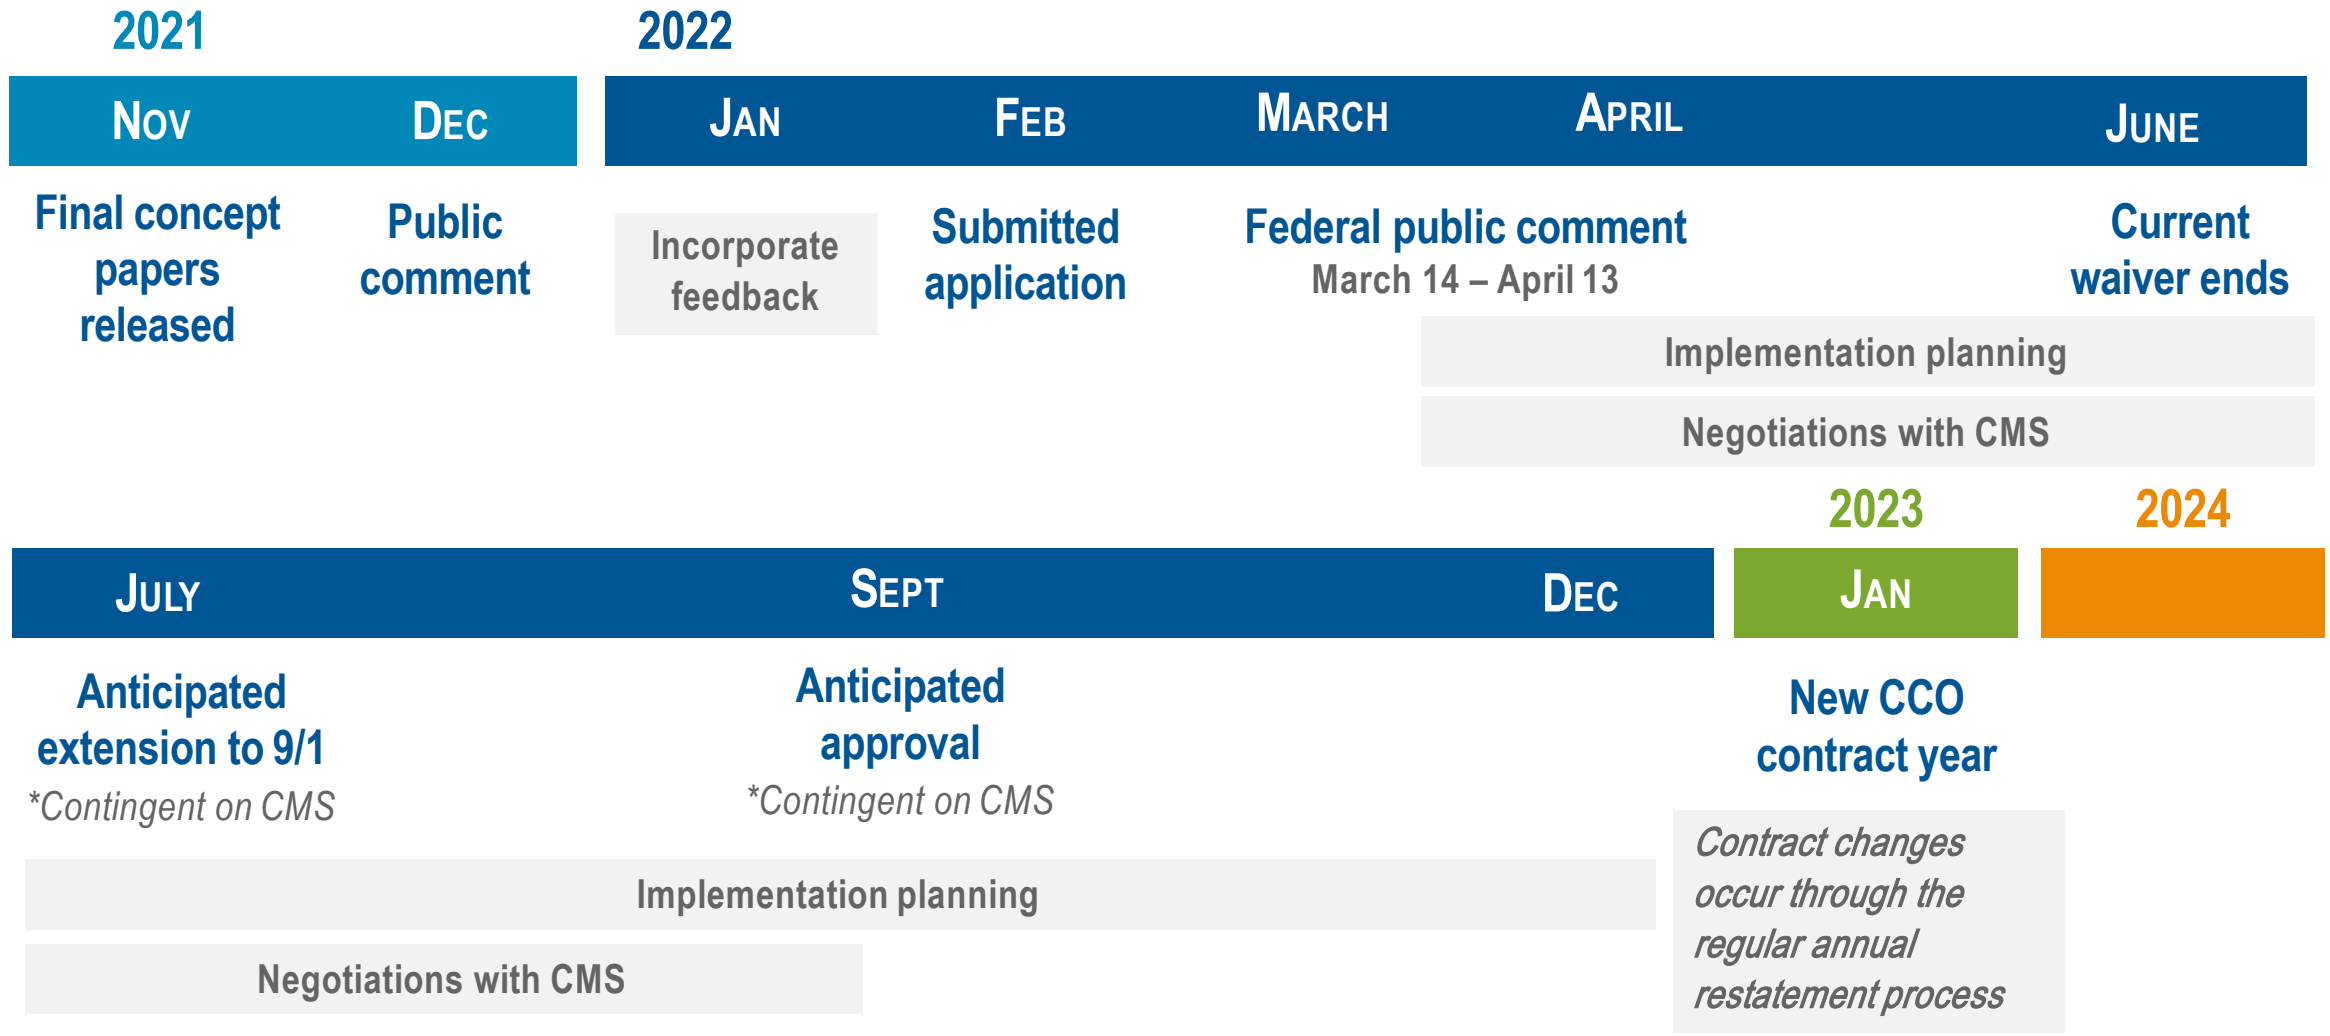 2021
2022
Nov
Dec
Jan
Feb
March
April
June
Final concept
papers
released
Public
comment
Incorporate
feedback
Submitted
application
Federal public comment
March 14 – April 13
Current
waiver ends
Implementation planning
Negotiations with CMS
2023
2024
July
Sept
Dec
Jan
Anticipated
extension to 9/1
*Contingent on CMS
Anticipated
approval
*Contingent on CMS
New CCO
contract year
Implementation planning
Negotiations with CMS
Contract changes
occur through the
regular annual
restatement process